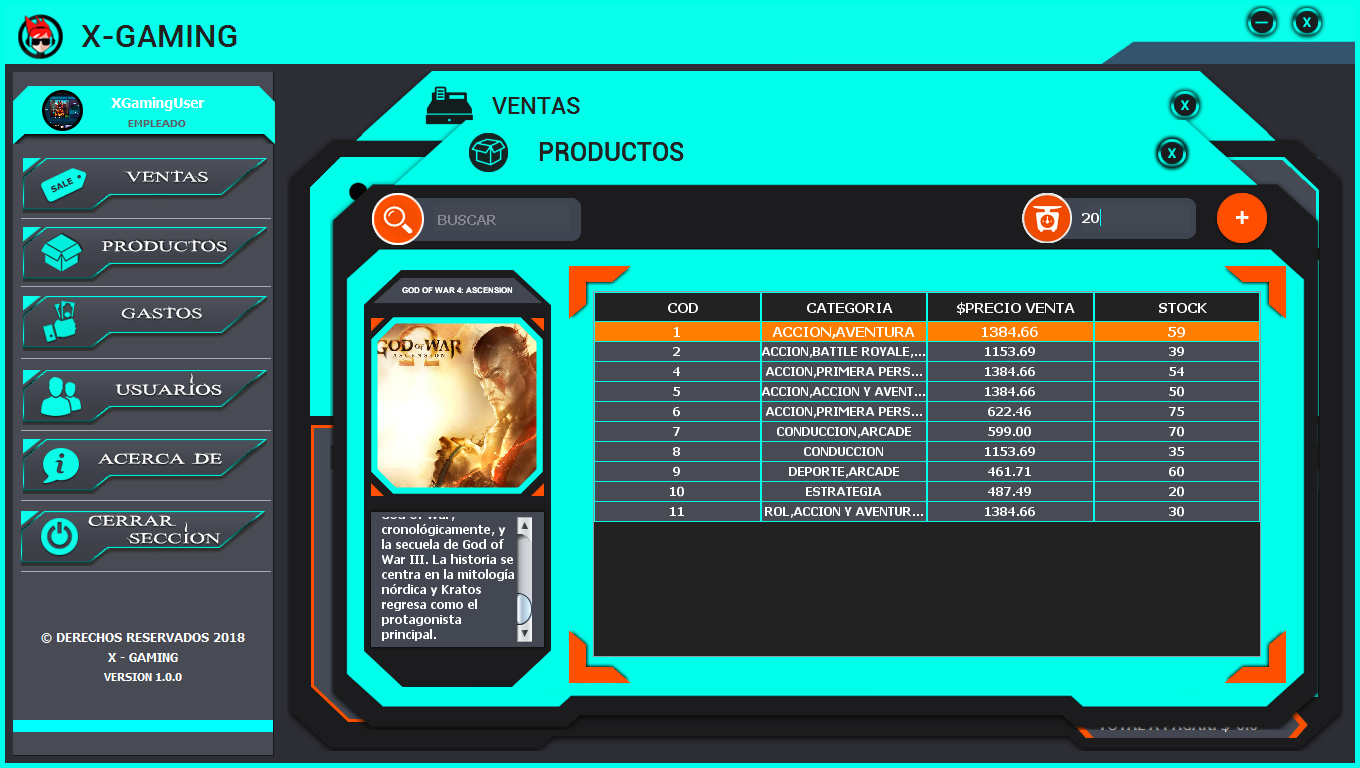 X-GAMING
X
XGamingUser
EMPLEADO
SALE
VENTAS
PRODUCTOS
GASTOS
USUARIOS
ACERCA DE
CERRAR
SECCION
© DERECHOS RESERVADOS 2018
X - GAMING
VERSION 1.0.0
VENTAS
X
PRODUCTOS
X
BUSCAR
20
+
GOD OF WAR 4: ASCENSION
GOD OF WAR
ASCENSION
cronológicamente, y
la secuela de God of
War III. La historia se
centra en la mitología
nórdica y Kratos
regresa como el
protagonista
principal.
COD CATEGORIA $PRECIO VENTA STOCK
1 ACCION,AVENTURA 1384.66 59
2 ACCION,BATTLE ROYALE,... 1153.69 39
4 ACCION,PRIMERA PERS... 1384.66 54
5 ACCION,ACCION Y AVENT... 1384.66 50
6 ACCION,PRIMERA PERS... 622.46 75
7 CONDUCCION,ARCADE 599.00 70
8 CONDUCCION 1153.69 35
9 DEPORTE,ARCADE 461.71 60
10 ESTRATEGIA 487.49 20
11 ROL,ACCION Y AVENTUR... 1384.66 30